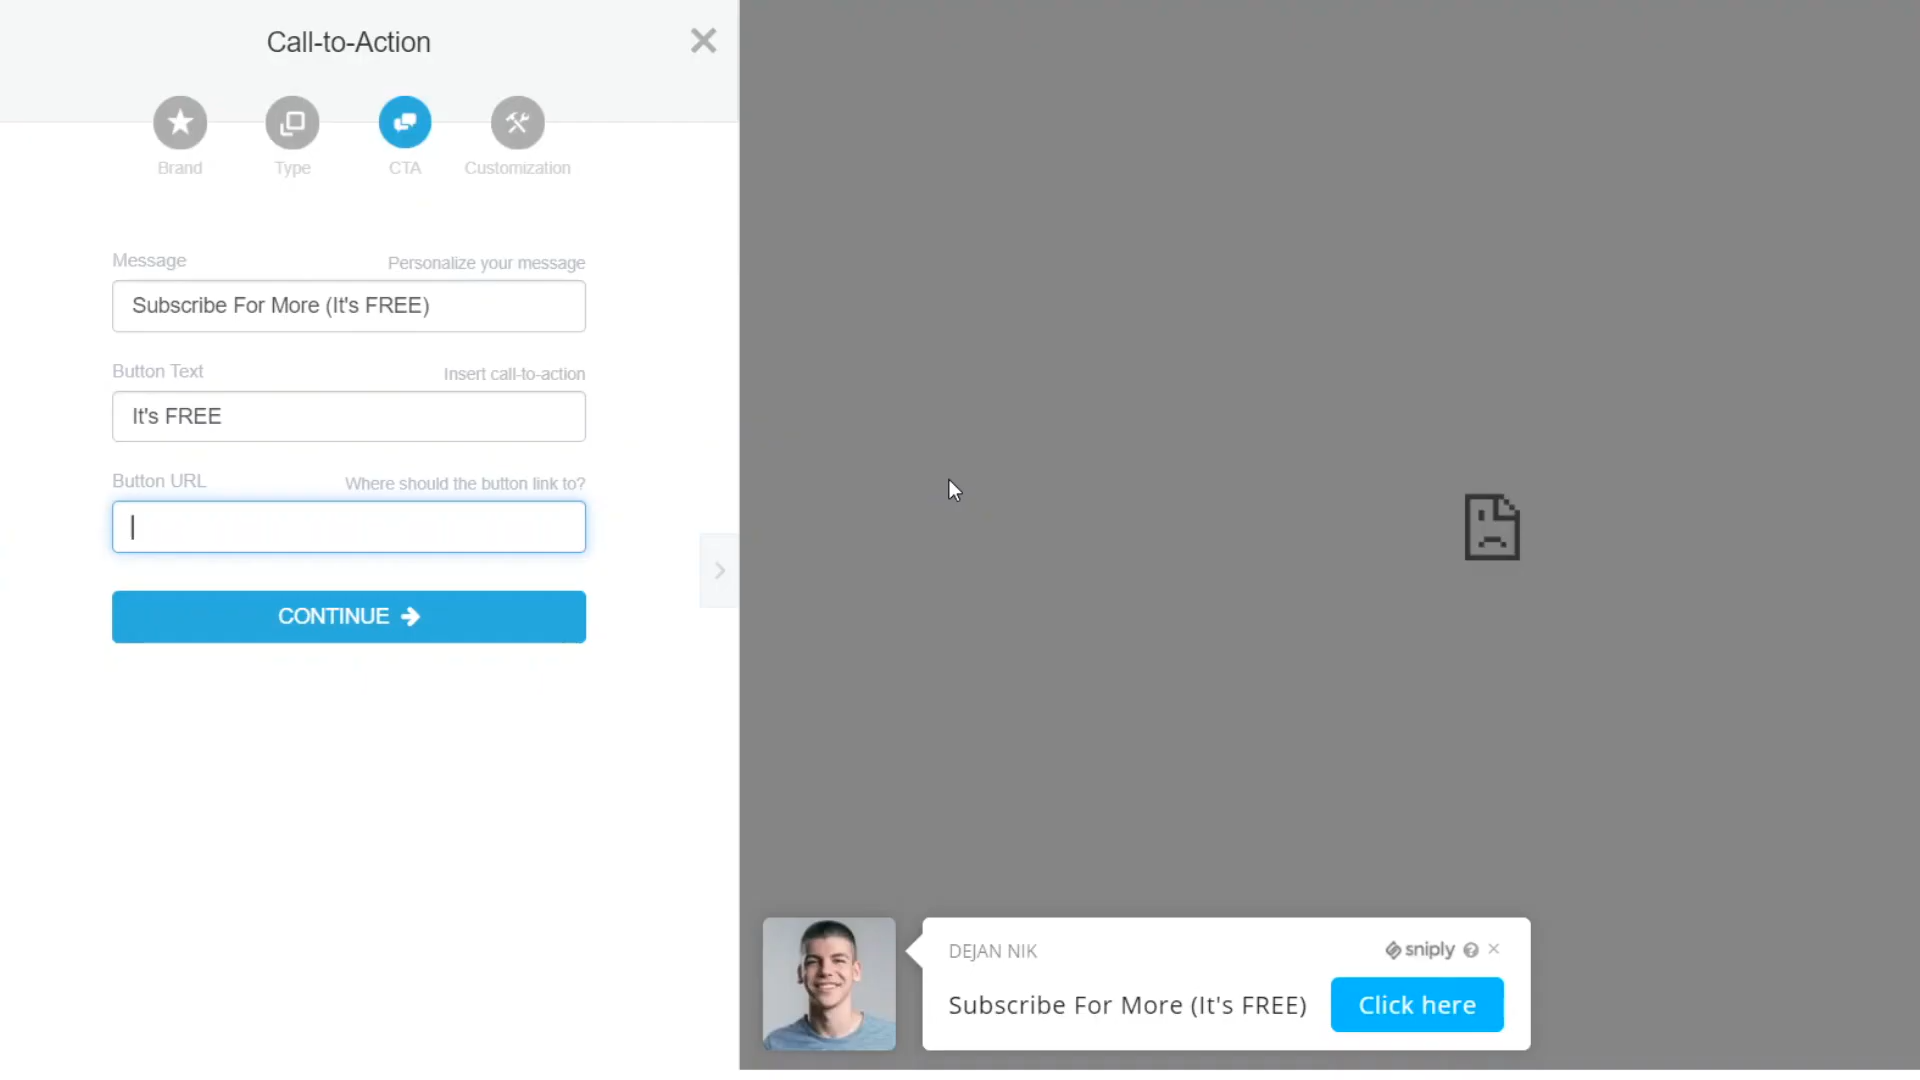 Call-to-Action
Brand
Type
CTA
Customization
Message
Personalize your message
Subscribe For More (It's FREE)
Button Text
Insert call-to-action
It's FREE
Button URL
Where should the button link to?
CONTINUE
DEJAN NIK
sniply
Subscribe For More (It's FREE)
Click here